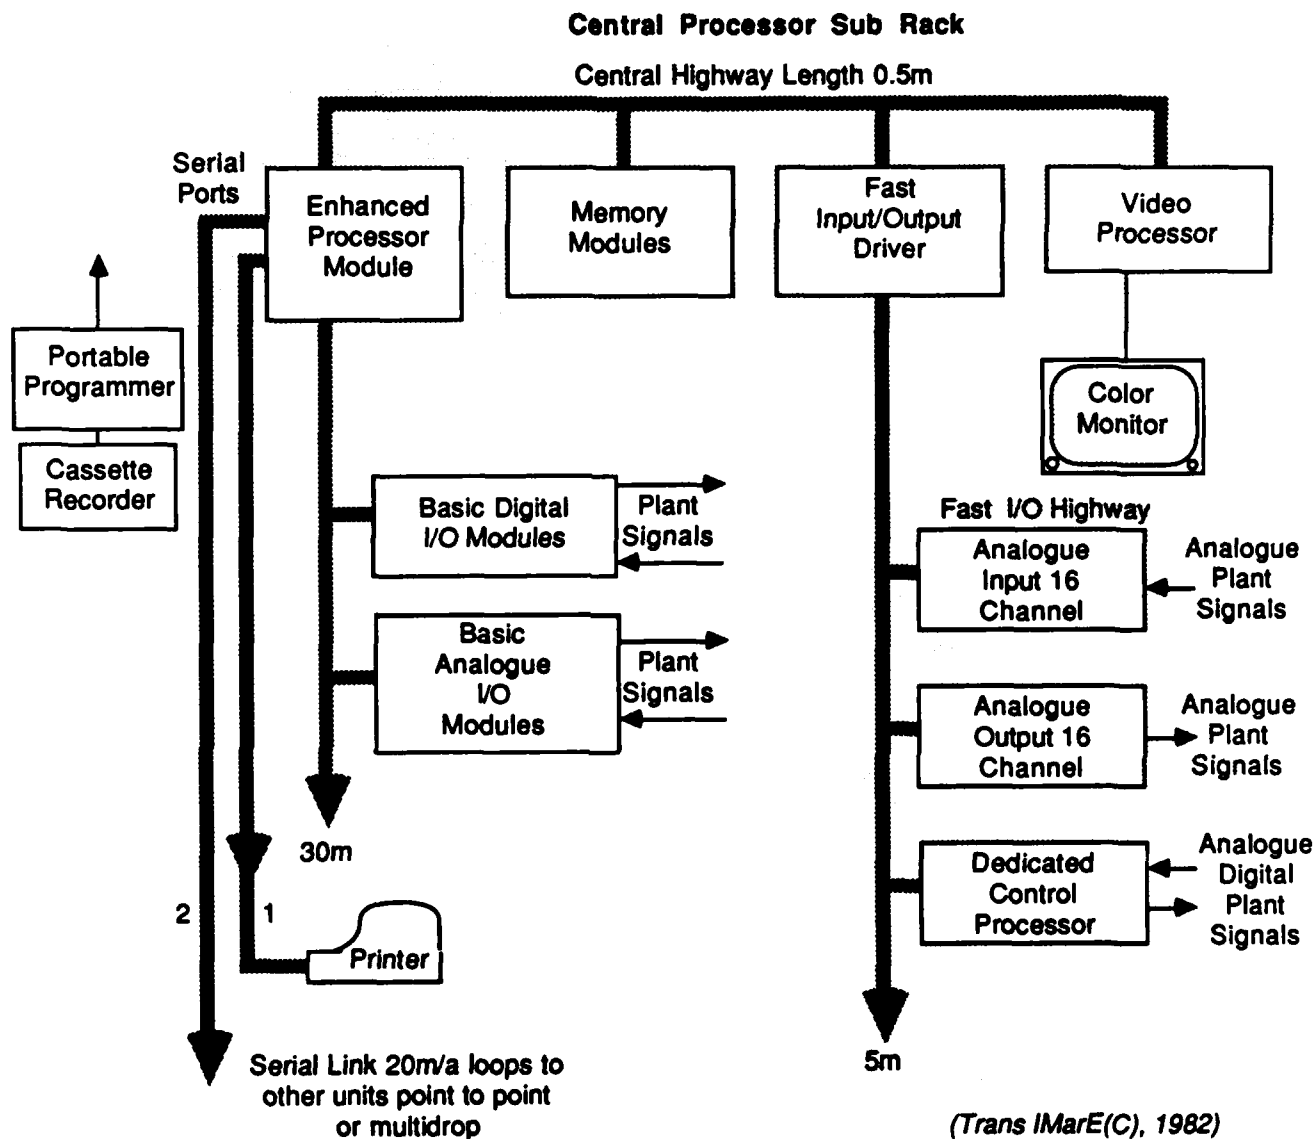 Central Processor Sub Rack
Central Highway Length 0.5m
Serial
Ports
Enhanced
Processor
Module
Memory
Modules
Fast
Input/Output
Driver
Video
Processor
Portable
Programmer
Cassette
Recorder
Color
Monitor
Basic Digital
I/O Modules
Plant
Signals
Basic
Analogue
I/O
Modules
Plant
Signals
Fast I/O Highway
Analogue
Input 16
Channel
Analogue
Plant
Signals
Analogue
Output 16
Channel
Analogue
Plant
Signals
Dedicated
Control
Processor
Analogue
Digital
Plant
Signals
30m
2
1
Printer
5m
Serial Link 20m/a loops to
other units point to point
or multidrop
(Trans IMarE(C), 1982)